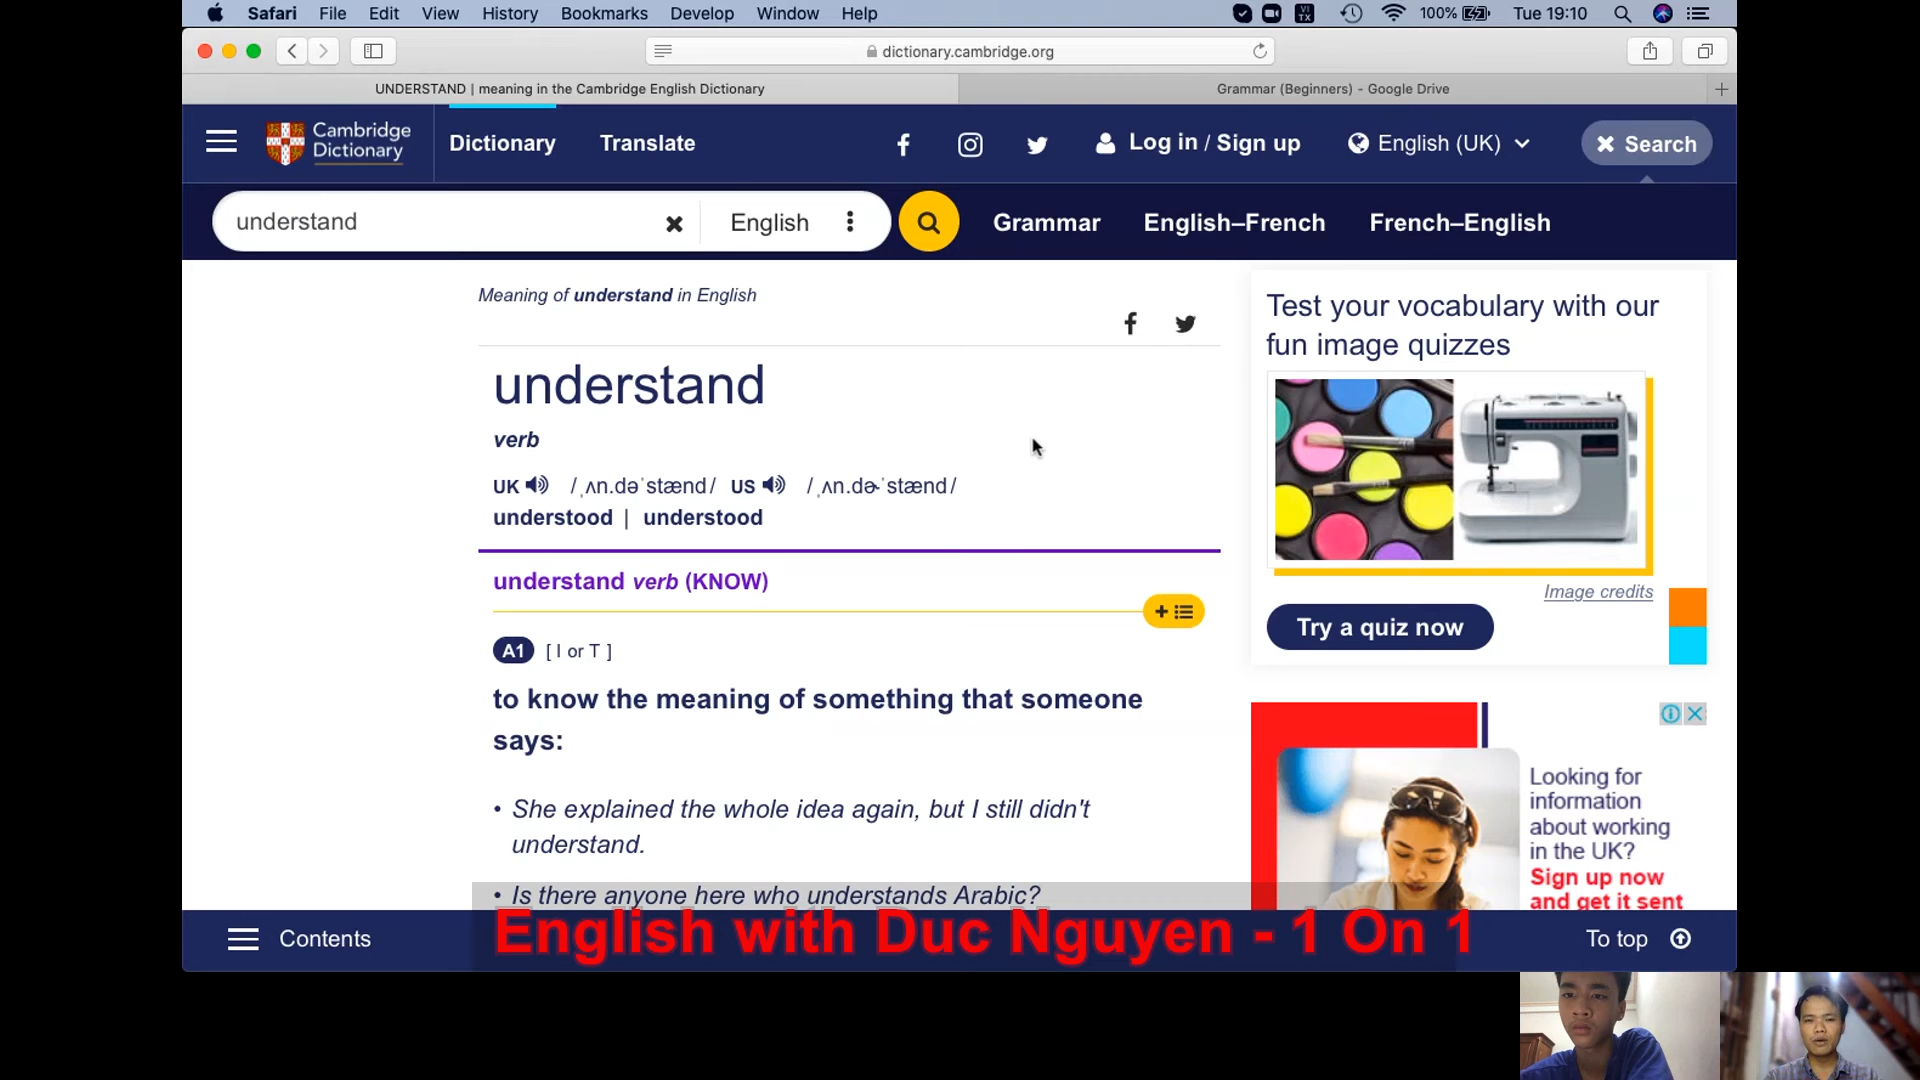 Safari File Edit View History Bookmarks Develop Window Help VI TX 100% Tue 19:10
dictionary.cambridge.org
UNDERSTAND | meaning in the Cambridge English Dictionary Grammar (Beginners) - Google Drive
Cambridge
Dictionary
Dictionary Translate Log in / Sign up English (UK) Search
understand English Grammar English–French French–English
Meaning of understand in English
understand
verb
UK /ˌʌn.dəˈstænd/ US /ˌʌn.dɚˈstænd/
understood | understood
understand verb (KNOW)
A1 [ I or T ]
to know the meaning of something that someone
says:
• She explained the whole idea again, but I still didn't
understand.
• Is there anyone here who understands Arabic?
Test your vocabulary with our
fun image quizzes
Image credits
Try a quiz now
Looking for
information
about working
in the UK?
Sign up now
and get it sent
Contents To top
English with Duc Nguyen - 1 On 1